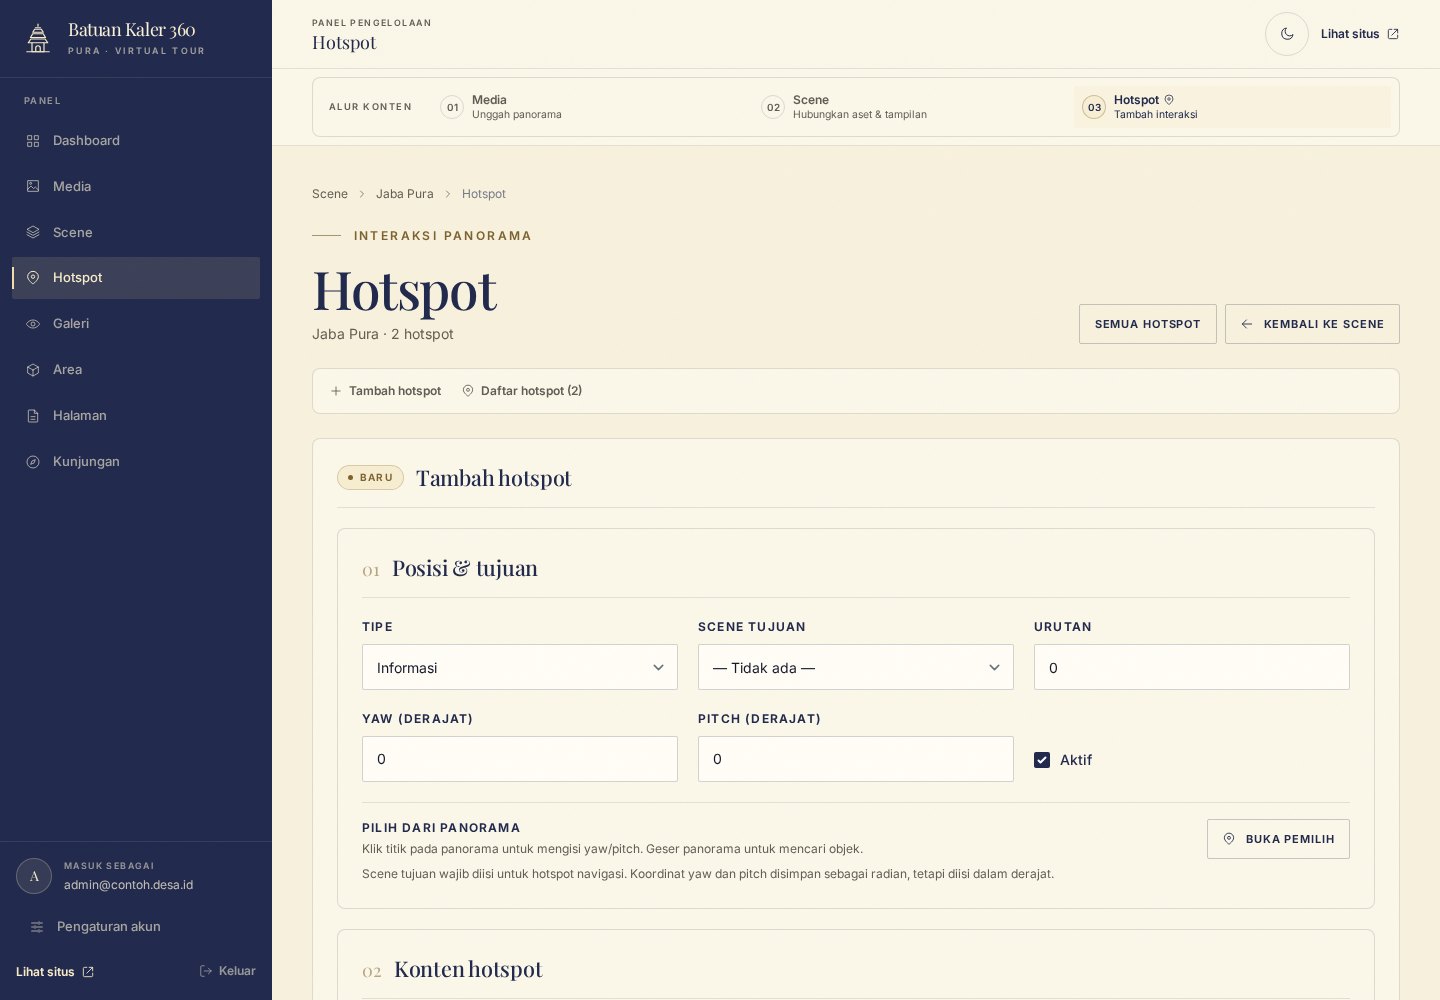 Batuan Kaler 360
PURA · VIRTUAL TOUR
PANEL
Dashboard
Media
Scene
Hotspot
Galeri
Area
Halaman
Kunjungan
A
MASUK SEBAGAI
admin@contoh.desa.id
Pengaturan akun
Lihat situs
Keluar
PANEL PENGELOLAAN
Hotspot
Lihat situs
ALUR KONTEN
01
Media
Unggah panorama
02
Scene
Hubungkan aset & tampilan
03
Hotspot
Tambah interaksi
Scene
Jaba Pura
Hotspot
INTERAKSI PANORAMA
Hotspot
Jaba Pura · 2 hotspot
SEMUA HOTSPOT
KEMBALI KE SCENE
Tambah hotspot
Daftar hotspot (2)
BARU
Tambah hotspot
01 Posisi & tujuan
TIPE
Informasi
SCENE TUJUAN
— Tidak ada —
URUTAN
0
YAW (DERAJAT)
0
PITCH (DERAJAT)
0
Aktif
PILIH DARI PANORAMA
Klik titik pada panorama untuk mengisi yaw/pitch. Geser panorama untuk mencari objek.
BUKA PEMILIH
Scene tujuan wajib diisi untuk hotspot navigasi. Koordinat yaw dan pitch disimpan sebagai radian, tetapi diisi dalam derajat.
02 Konten hotspot